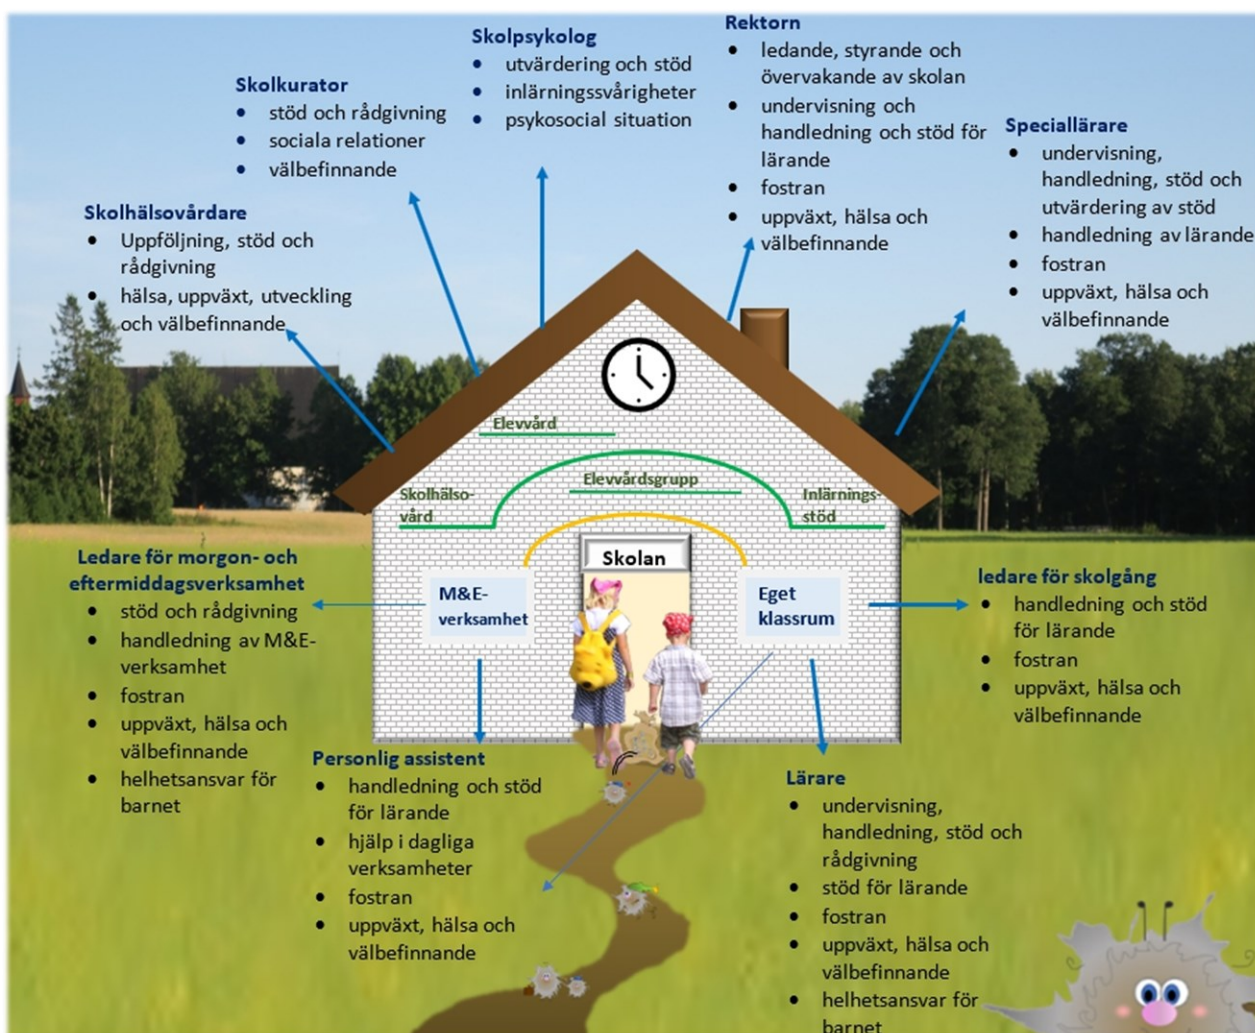 Rektorn
• ledande, styrande och
övervakande av skolan
• undervisning och
handledning och stöd för
lärande
• fostran
• uppväxt, hälsa och
välbefinnande
Skolpsykolog
• utvärdering och stöd
• inlärningssvårigheter
• psykosocial situation
Skolkurator
• stöd och rådgivning
• sociala relationer
• välbefinnande
Speciallärare
• undervisning,
handledning, stöd och
utvärdering av stöd
• handledning av lärande
• fostran
• uppväxt, hälsa och
välbefinnande
Skolhälsovårdare
• Uppföljning, stöd och
rådgivning
• hälsa, uppväxt, utveckling
och välbefinnande
Elevvård
Elevvårdsgrupp
Skolhälso-
vård
Inlärnings-
stöd
Skolan
M&E-
verksamhet
Eget
klassrum
Ledare för morgon- och
eftermiddagsverksamhet
• stöd och rådgivning
• handledning av M&E-
verksamhet
• fostran
• uppväxt, hälsa och
välbefinnande
• helhetsansvar för
barnet
ledare för skolgång
• handledning och stöd
för lärande
• fostran
• uppväxt, hälsa och
välbefinnande
Personlig assistent
• handledning och stöd
för lärande
• hjälp i dagliga
verksamheter
• fostran
• uppväxt, hälsa och
välbefinnande
Lärare
• undervisning,
handledning, stöd och
rådgivning
• stöd för lärande
• fostran
• uppväxt, hälsa och
välbefinnande
• helhetsansvar för
barnet